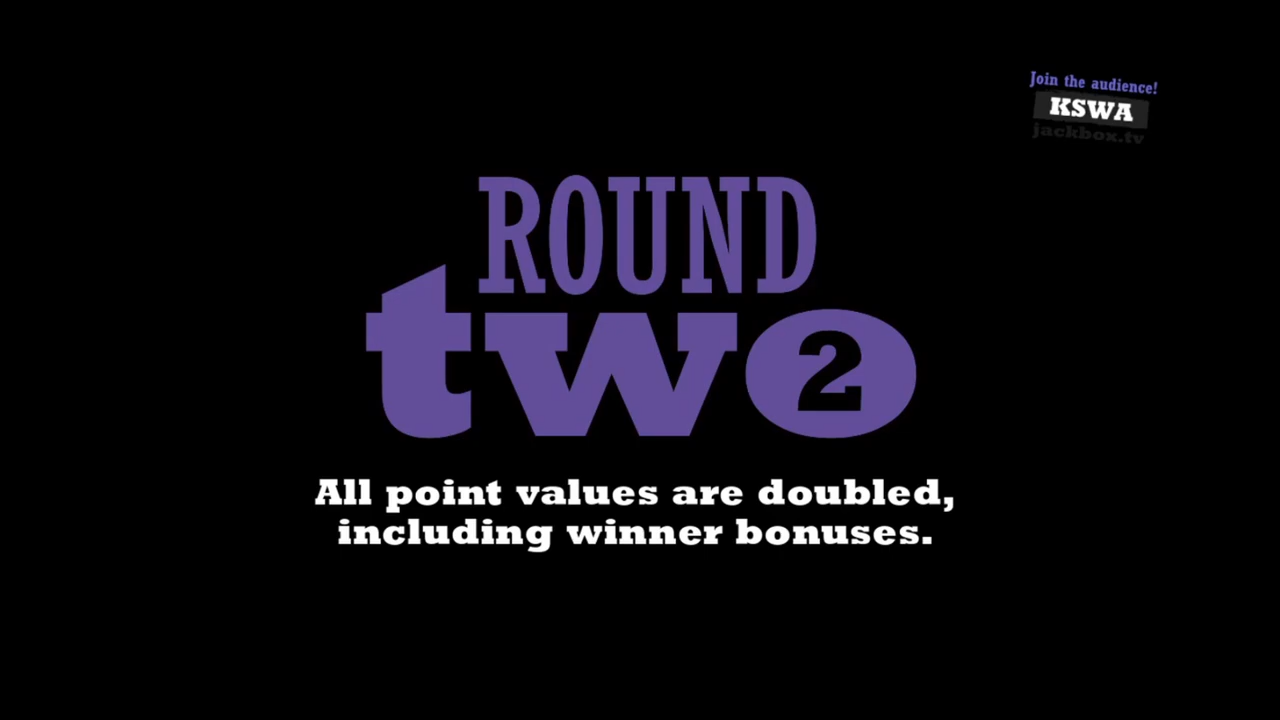 Join the audience!
KSWA
jackbox.tv
ROUND
two
2
All point values are doubled,
including winner bonuses.